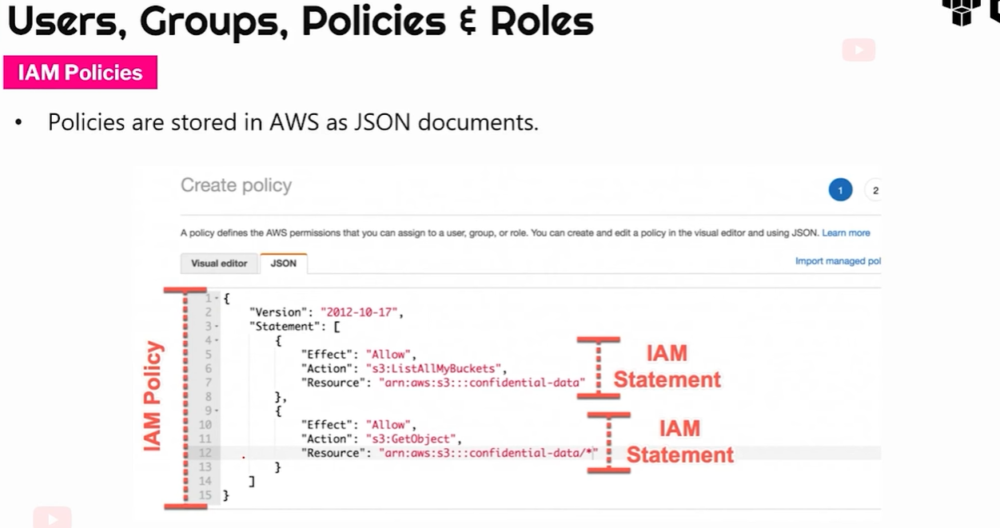 Users, Groups, Policies & Roles
IAM Policies
• Policies are stored in AWS as JSON documents.
Create policy
1 2
A policy defines the AWS permissions that you can assign to a user, group, or role. You can create and edit a policy in the visual editor and using JSON. Learn more
Visual editor JSON
Import managed pol
IAM Policy
1 {
2 "Version": "2012-10-17",
3 "Statement": [
4 {
5 "Effect": "Allow",
6 "Action": "s3:ListAllMyBuckets",
7 "Resource": "arn:aws:s3:::confidential-data"
8 },
9 {
10 "Effect": "Allow",
11 "Action": "s3:GetObject",
12 "Resource": "arn:aws:s3:::confidential-data/*"
13 }
14 ]
15 }
IAM
Statement
IAM
Statement